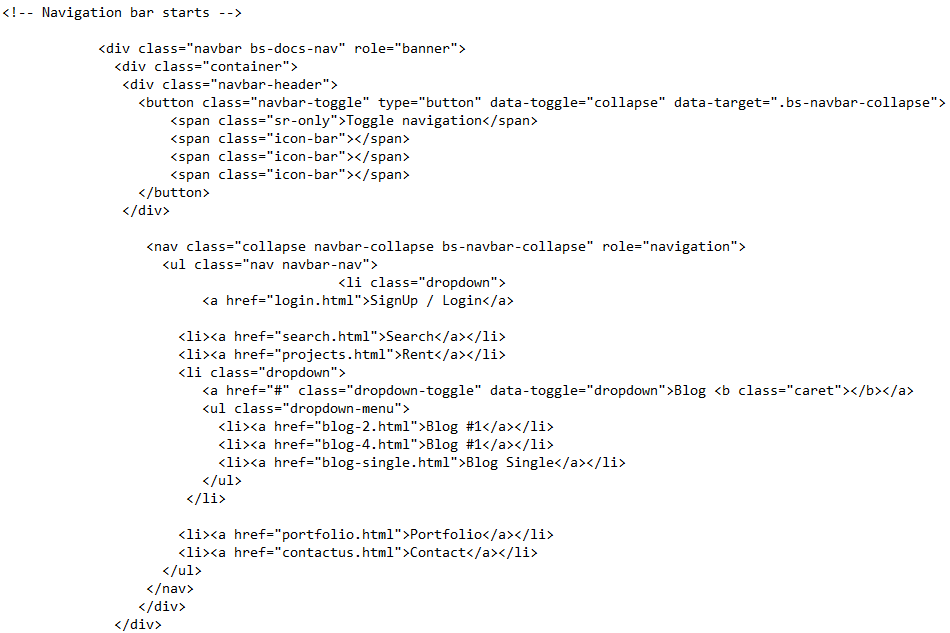 <!-- Navigation bar starts -->
<div class="navbar bs-docs-nav" role="banner">
<div class="container">
<div class="navbar-header">
<button class="navbar-toggle" type="button" data-toggle="collapse" data-target=".bs-navbar-collapse">
<span class="sr-only">Toggle navigation</span>
<span class="icon-bar"></span>
<span class="icon-bar"></span>
<span class="icon-bar"></span>
</button>
</div>
<nav class="collapse navbar-collapse bs-navbar-collapse" role="navigation">
<ul class="nav navbar-nav">
<li class="dropdown">
<a href="login.html">SignUp / Login</a>
<li><a href="search.html">Search</a></li>
<li><a href="projects.html">Rent</a></li>
<li class="dropdown">
<a href="#" class="dropdown-toggle" data-toggle="dropdown">Blog <b class="caret"></b></a>
<ul class="dropdown-menu">
<li><a href="blog-2.html">Blog #1</a></li>
<li><a href="blog-4.html">Blog #1</a></li>
<li><a href="blog-single.html">Blog Single</a></li>
</ul>
</li>
<li><a href="portfolio.html">Portfolio</a></li>
<li><a href="contactus.html">Contact</a></li>
</ul>
</nav>
</div>
</div>